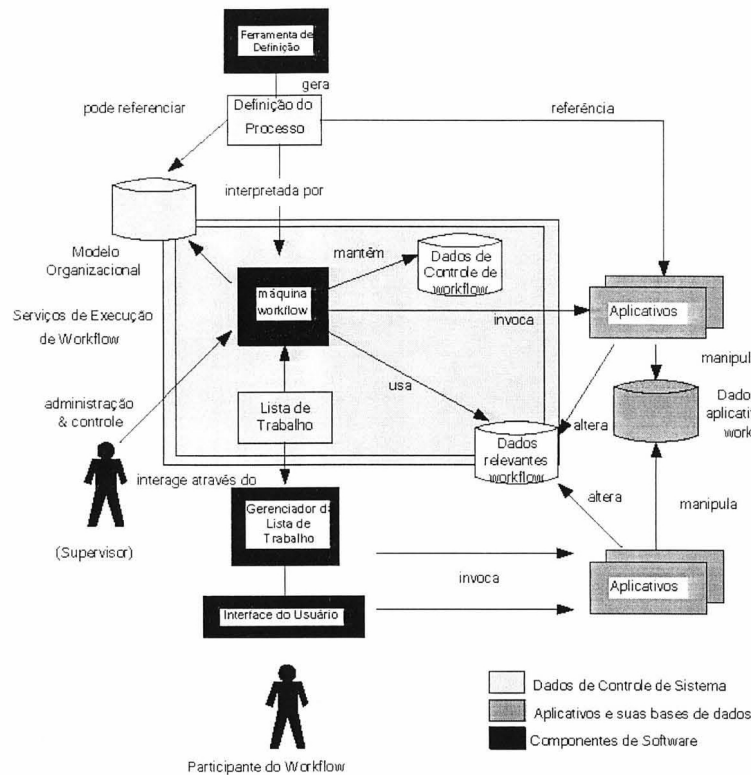 Ferramenta de
Definição
gera
pode referenciar
Definição do
Processo
referência
interpretada por
Modelo
Organizacional
mantêm
Dados de
Controle de
workflow
máquina
workflow
Serviços de Execução
de Workflow
invoca
Aplicativos
usa
manipul
administração
& controle
Lista de
Trabalho
altera
Dado
aplicativ
work
Dados
relevantes
workflow
interage através do
(Supervisor)
Gerenciador d
Lista de
Trabalho
altera
manipula
invoca
Aplicativos
Interface do Usuário
Participante do Workflow
Dados de Controle de Sistema
Aplicativos e suas bases de dados
Componentes de Software